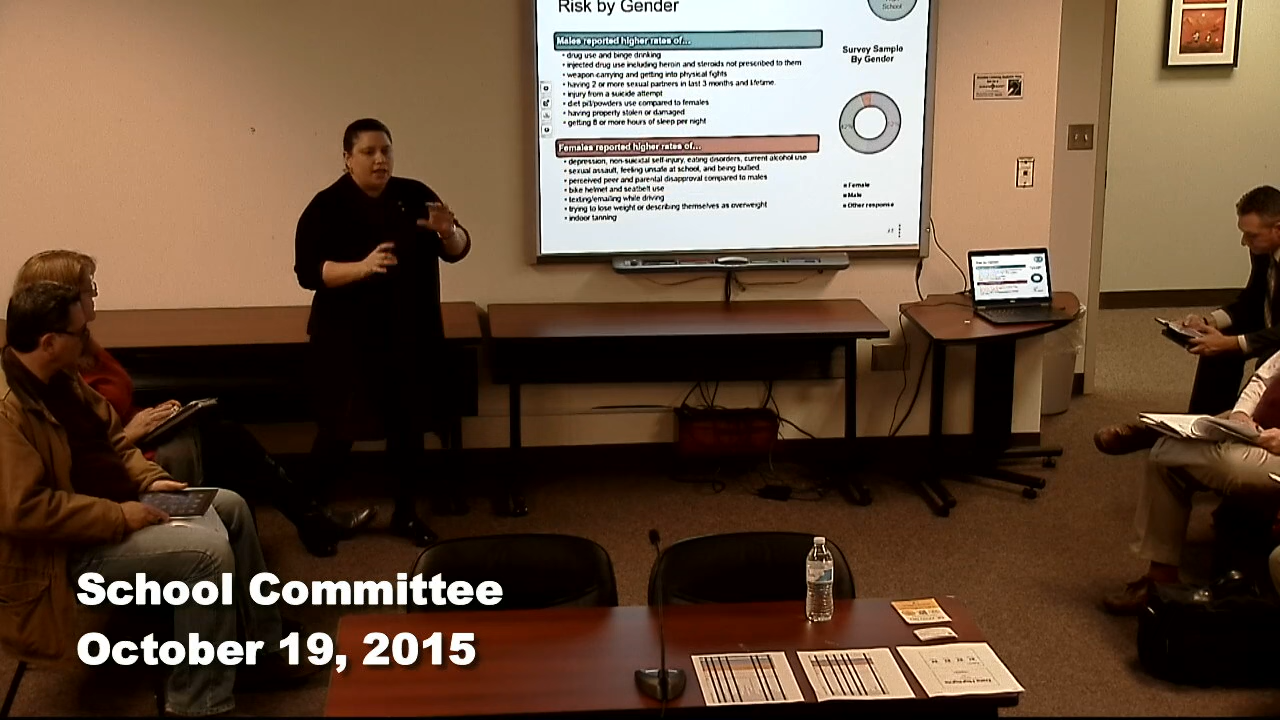 Risk by Gender
School
Males reported higher rates of...
• drug use and binge drinking
• injected drug use including heroin and steroids not prescribed to them
• weapon-carrying and getting into physical fights
• having 2 or more sexual partners in last 3 months and lifetime.
• injury from a suicide attempt
• diet pill/powders use compared to females
• having property stolen or damaged
• getting 8 or more hours of sleep per night
Survey Sample
By Gender
Females reported higher rates of...
• depression, non-suicidal self-injury, eating disorders, current alcohol use
• sexual assault, feeling unsafe at school, and being bullied.
• perceived peer and parental disapproval compared to males
• bike helmet and seatbelt use
• texting/emailing while driving
• trying to lose weight or describing themselves as overweight
• indoor tanning
Female
Male
Other response
School Committee
October 19, 2015